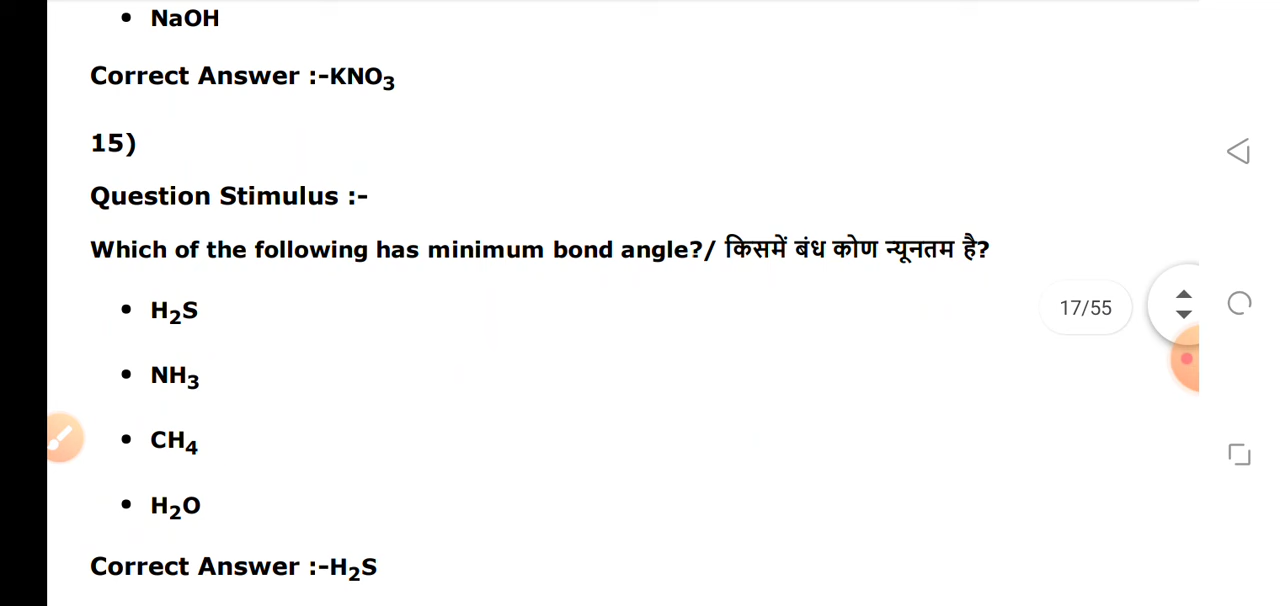 • NaOH
Correct Answer :-KNO₃
15)
Question Stimulus :-
Which of the following has minimum bond angle?/ किसमें बंध कोण न्यूनतम है?
• H₂S
17/55
• NH₃
• CH₄
• H₂O
Correct Answer :-H₂S